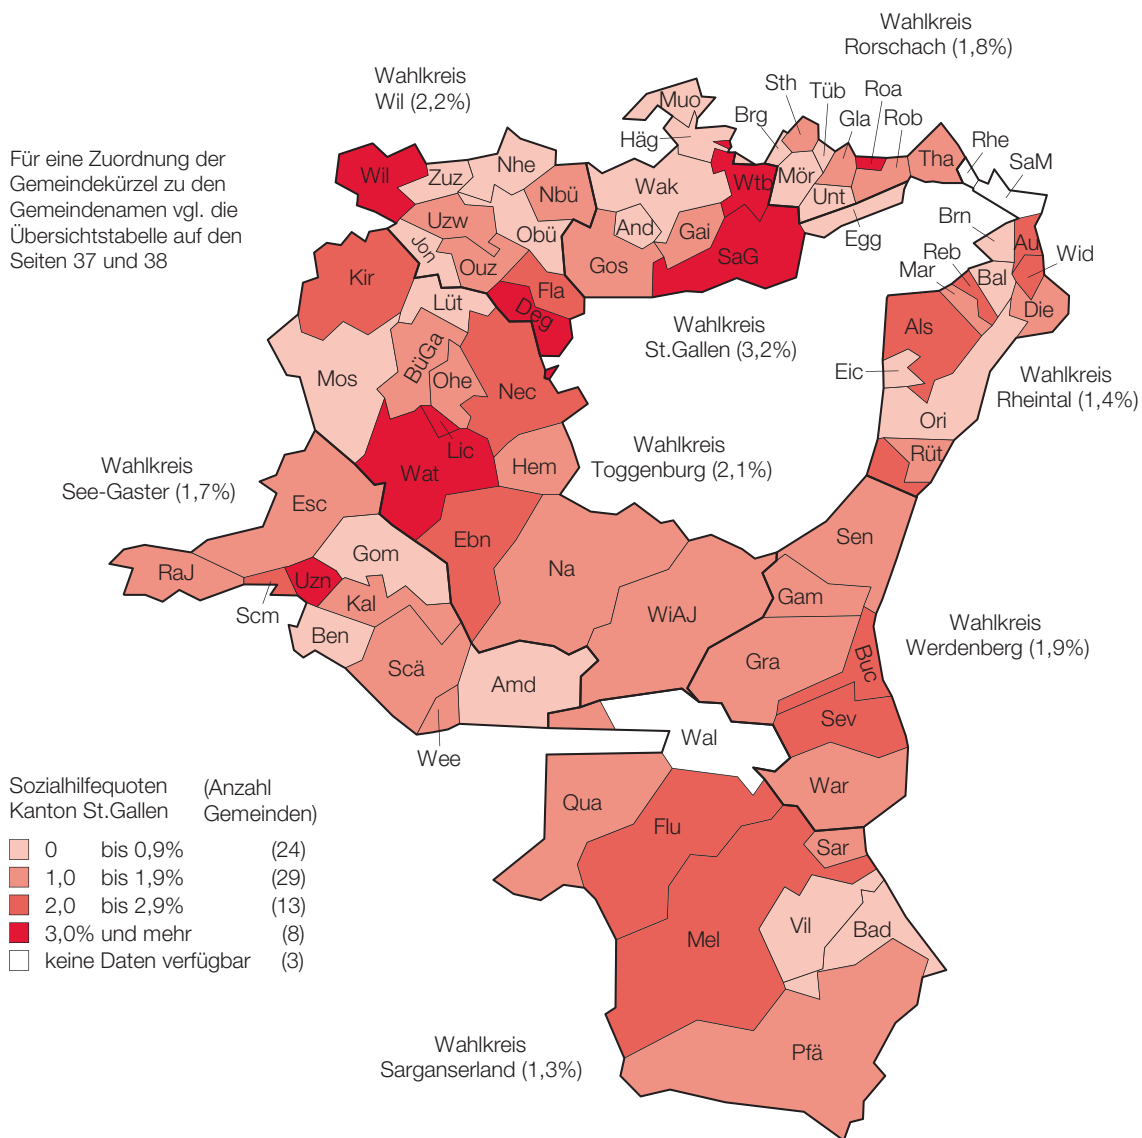 Wahlkreis
Rorschach (1,8%)
Wahlkreis
Wil (2,2%)
Für eine Zuordnung der
Gemeindekürzel zu den
Gemeindenamen vgl. die
Übersichtstabelle auf den
Seiten 37 und 38
Muo
Häg
Brg
Sth
Tüb
Gla
Roa
Rob
Tha
Rhe
SaM
Wil
Zuz
Nhe
Nbü
Wak
Wtb
Mör
Unt
Egg
Uzw
Obü
And
Gai
SaG
Gos
Jon
Ouz
Fla
Deg
Brn
Au
Wid
Reb
Mar
Bal
Die
Kir
Lüt
Als
Eic
Ori
Rüt
Wahlkreis
St.Gallen (3,2%)
Wahlkreis
Rheintal (1,4%)
Mos
BüGa
Ohe
Nec
Lic
Wat
Hem
Wahlkreis
Toggenburg (2,1%)
Wahlkreis
See-Gaster (1,7%)
Esc
Gom
Ebn
Na
Sen
RaJ
Uzn
Scm
Kal
Ben
WiAJ
Gam
Wahlkreis
Werdenberg (1,9%)
Scä
Amd
Gra
Buc
Sev
Wee
Wal
War
Sozialhilfequoten
Kanton St.Gallen
(Anzahl
Gemeinden)
0 bis 0,9% (24)
1,0 bis 1,9% (29)
2,0 bis 2,9% (13)
3,0% und mehr (8)
keine Daten verfügbar (3)
Qua
Flu
Sar
Mel
Vil
Bad
Pfä
Wahlkreis
Sarganserland (1,3%)